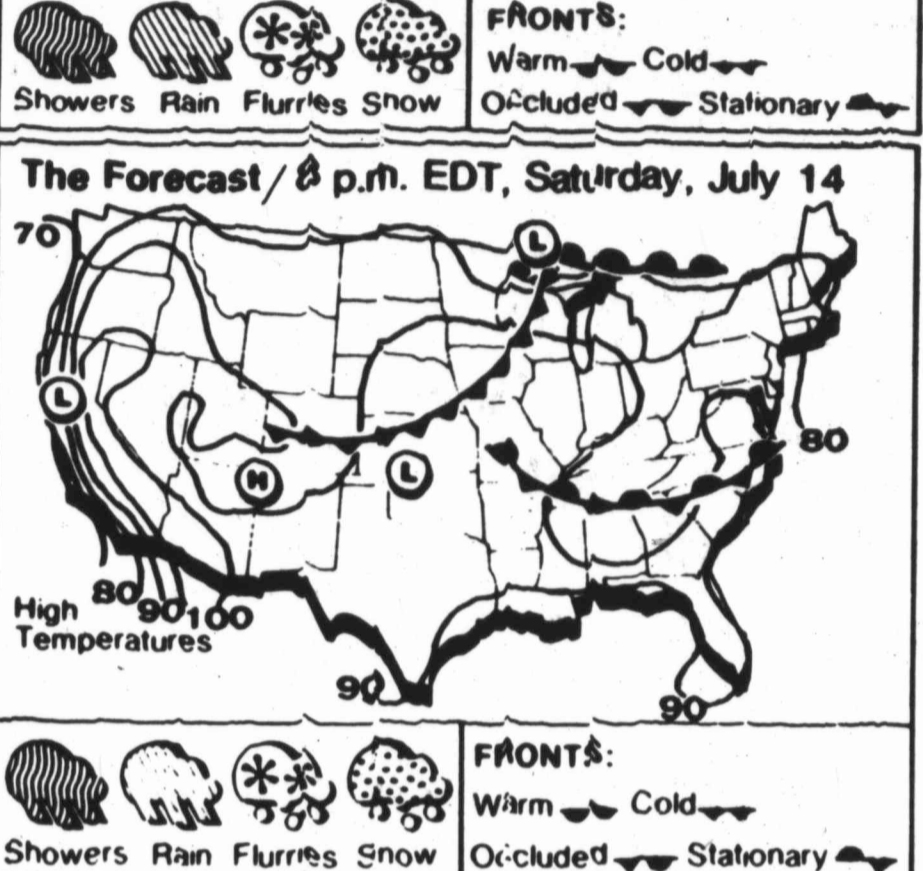 Showers Rain Flurries Snow
FRONTS:
Warm Cold
Occluded Stationary
The Forecast / 8 p.m. EDT, Saturday, July 14
70
L
L
H
L
80
80
90
100
High
Temperatures
90
90
Showers Rain Flurries Snow
FRONTS:
Warm Cold
Occluded Stationary